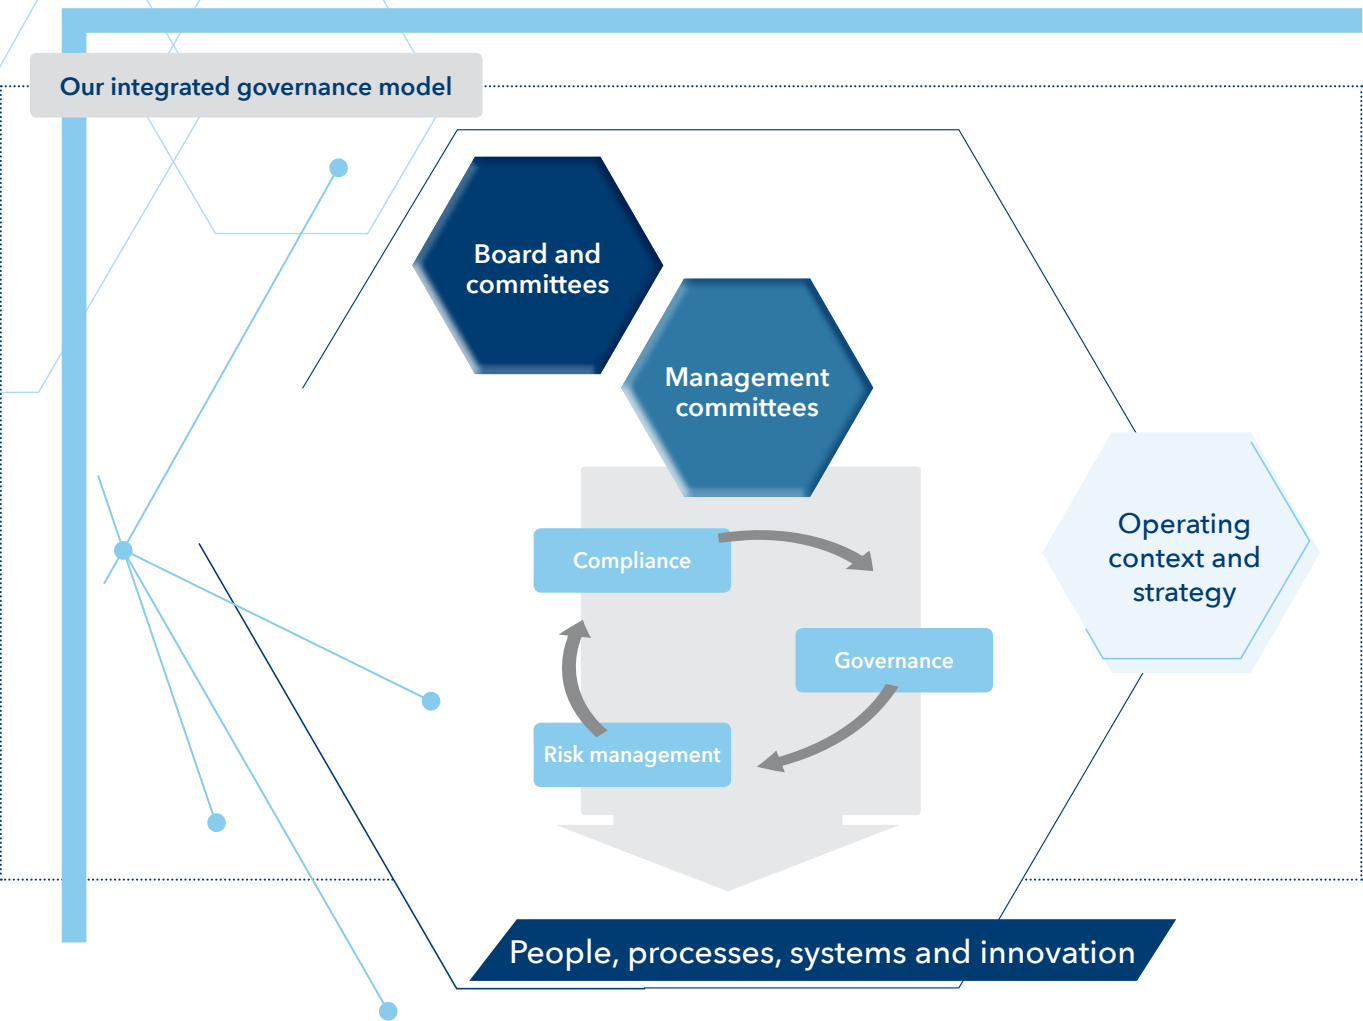 Our integrated governance model
Board and
committees
Management
committees
Operating
context and
strategy
Compliance
Governance
Risk management
People, processes, systems and innovation